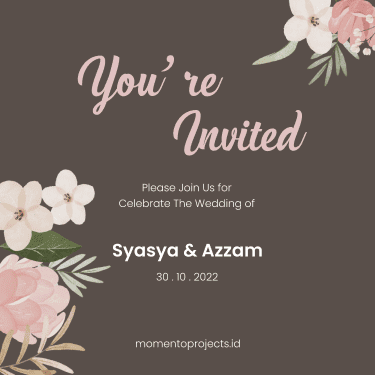 You're
Invited
Please Join Us for
Celebrate The Wedding of
Syasya & Azzam
30 . 10 . 2022
momentoprojects.id